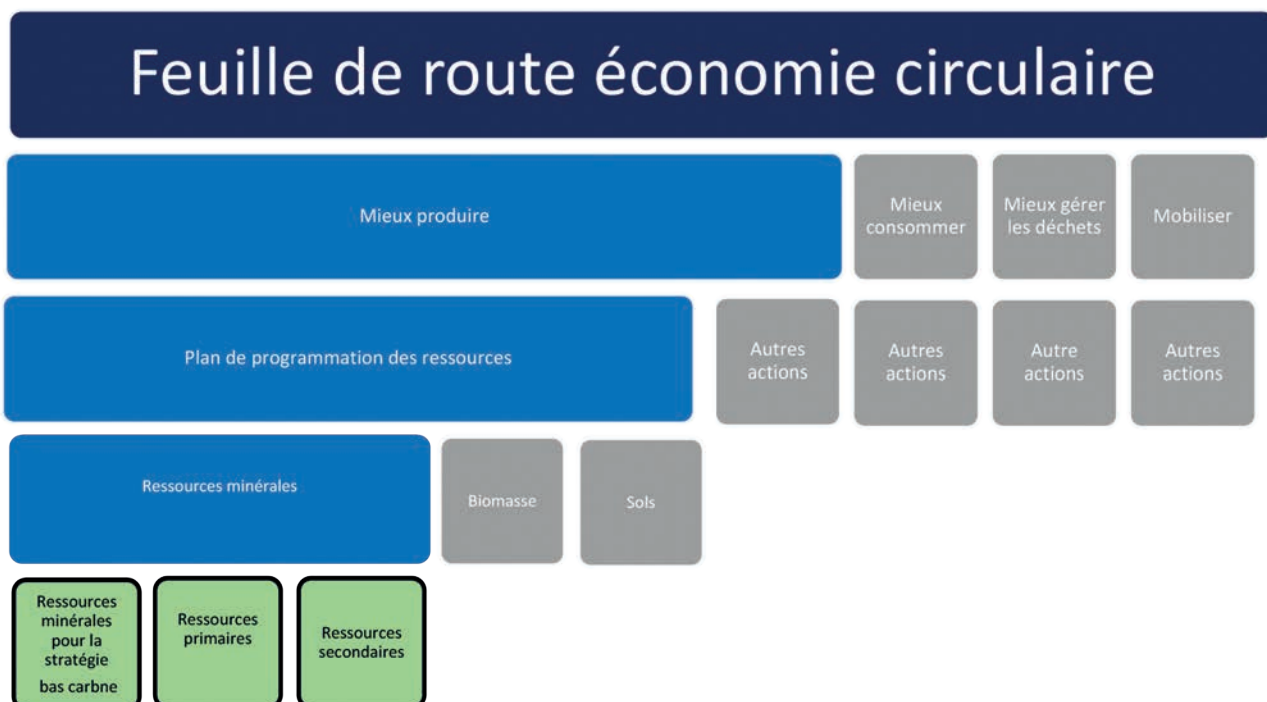 Feuille de route économie circulaire
Mieux produire
Mieux
consommer
Mieux gérer
les déchets
Mobiliser
Plan de programmation des ressources
Autres
actions
Autres
actions
Autre
actions
Autres
actions
Ressources minérales
Biomasse
Sols
Ressources
minérales
pour la
stratégie
bas carbne
Ressources
primaires
Ressources
secondaires